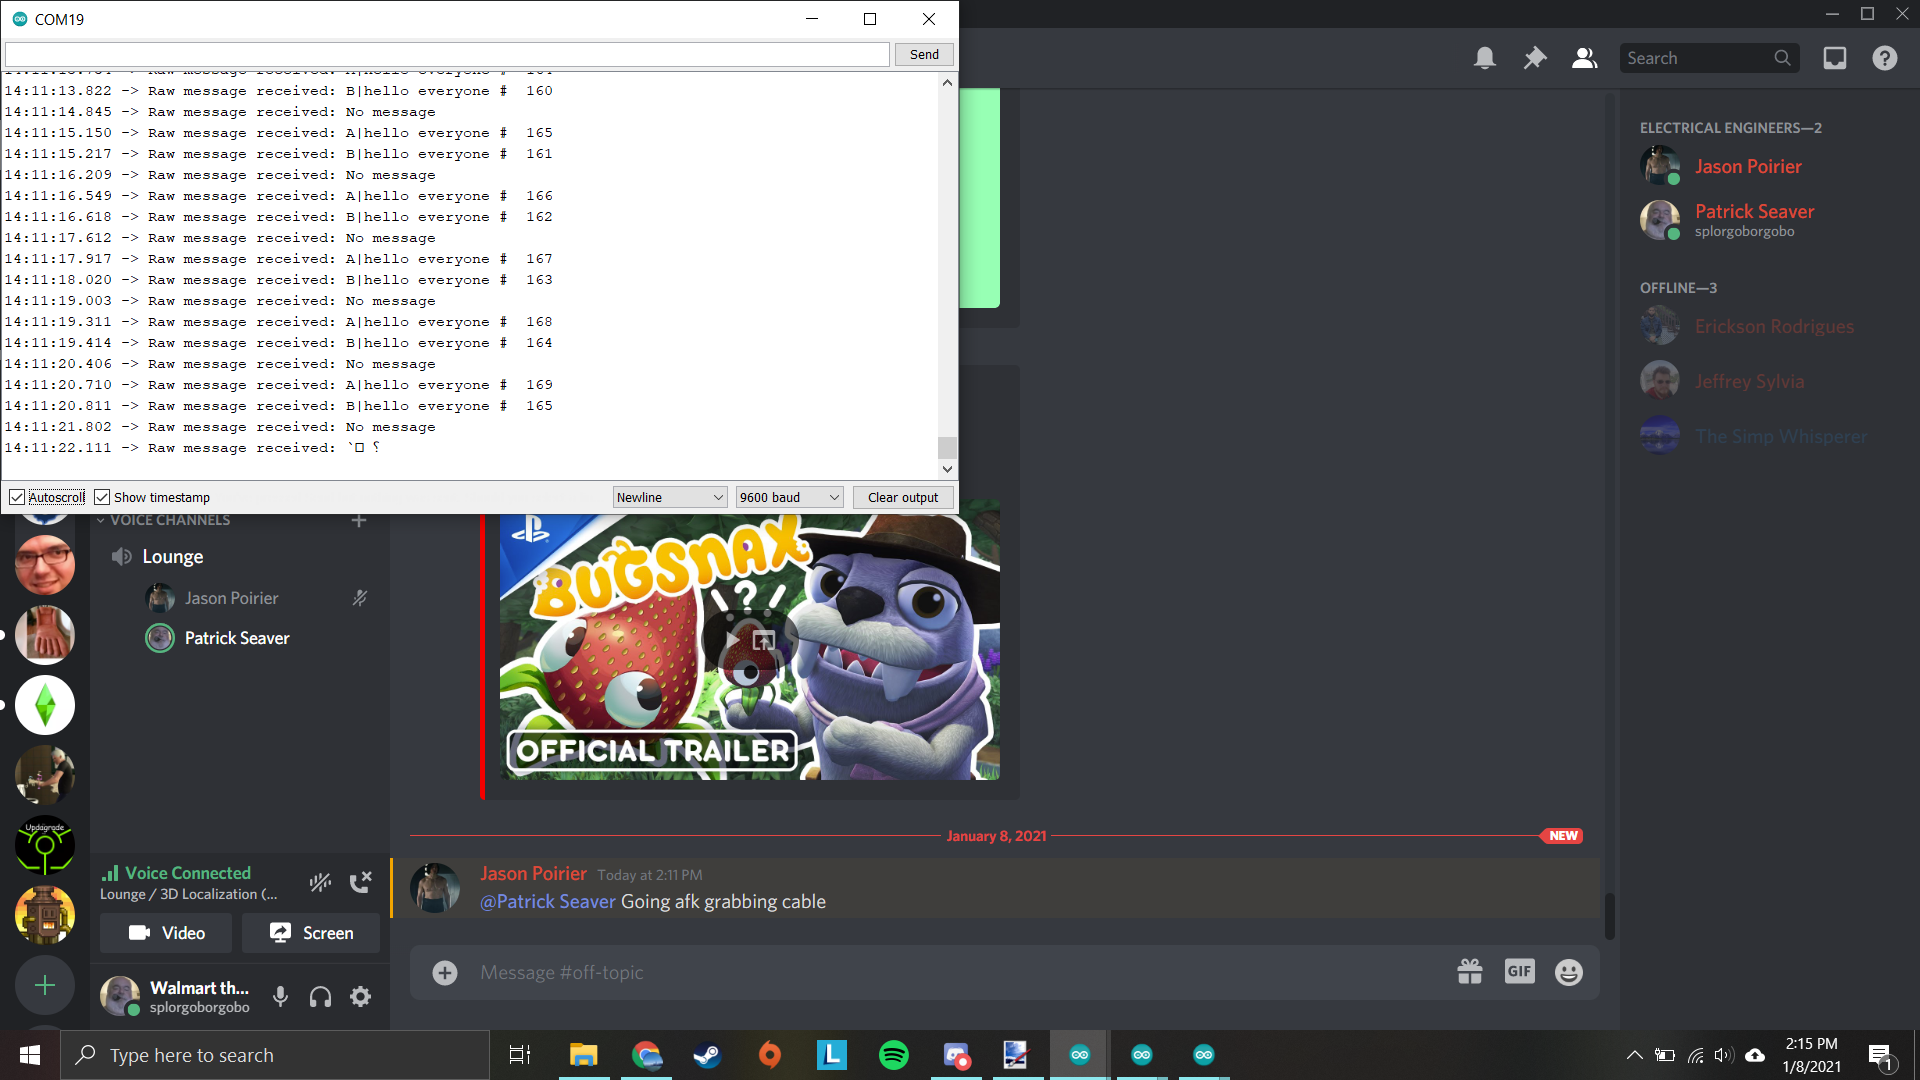 COM19
Send
14:11:13.822 -> Raw message received: B|hello everyone #  160
14:11:14.845 -> Raw message received: No message
14:11:15.150 -> Raw message received: A|hello everyone #  165
14:11:15.217 -> Raw message received: B|hello everyone #  161
14:11:16.209 -> Raw message received: No message
14:11:16.549 -> Raw message received: A|hello everyone #  166
14:11:16.618 -> Raw message received: B|hello everyone #  162
14:11:17.612 -> Raw message received: No message
14:11:17.917 -> Raw message received: A|hello everyone #  167
14:11:18.020 -> Raw message received: B|hello everyone #  163
14:11:19.003 -> Raw message received: No message
14:11:19.311 -> Raw message received: A|hello everyone #  168
14:11:19.414 -> Raw message received: B|hello everyone #  164
14:11:20.406 -> Raw message received: No message
14:11:20.710 -> Raw message received: A|hello everyone #  169
14:11:20.811 -> Raw message received: B|hello everyone #  165
14:11:21.802 -> Raw message received: No message
14:11:22.111 -> Raw message received: `□ ⸮
Autoscroll
Show timestamp
Newline
9600 baud
Clear output
Search
ELECTRICAL ENGINEERS—2
Jason Poirier
Patrick Seaver
splorgoborgobo
OFFLINE—3
Erickson Rodrigues
Jeffrey Sylvia
The Simp Whisperer
VOICE CHANNELS
Lounge
Jason Poirier
Patrick Seaver
BUGSNAX
OFFICIAL TRAILER
Updagrade
January 8, 2021
NEW
Jason Poirier Today at 2:11 PM
@Patrick Seaver Going afk grabbing cable
Voice Connected
Lounge / 3D Localization (...
Video
Screen
Message #off-topic
GIF
Walmart th...
splorgoborgobo
Type here to search
L
2:15 PM
1/8/2021
1